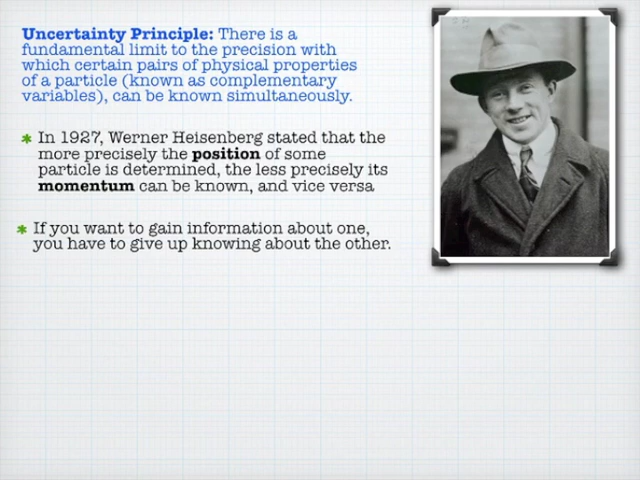 Uncertainty Principle: There is a
fundamental limit to the precision with
which certain pairs of physical properties
of a particle (known as complementary
variables), can be known simultaneously.
In 1927, Werner Heisenberg stated that the
more precisely the position of some
particle is determined, the less precisely its
momentum can be known, and vice versa
If you want to gain information about one,
you have to give up knowing about the other.